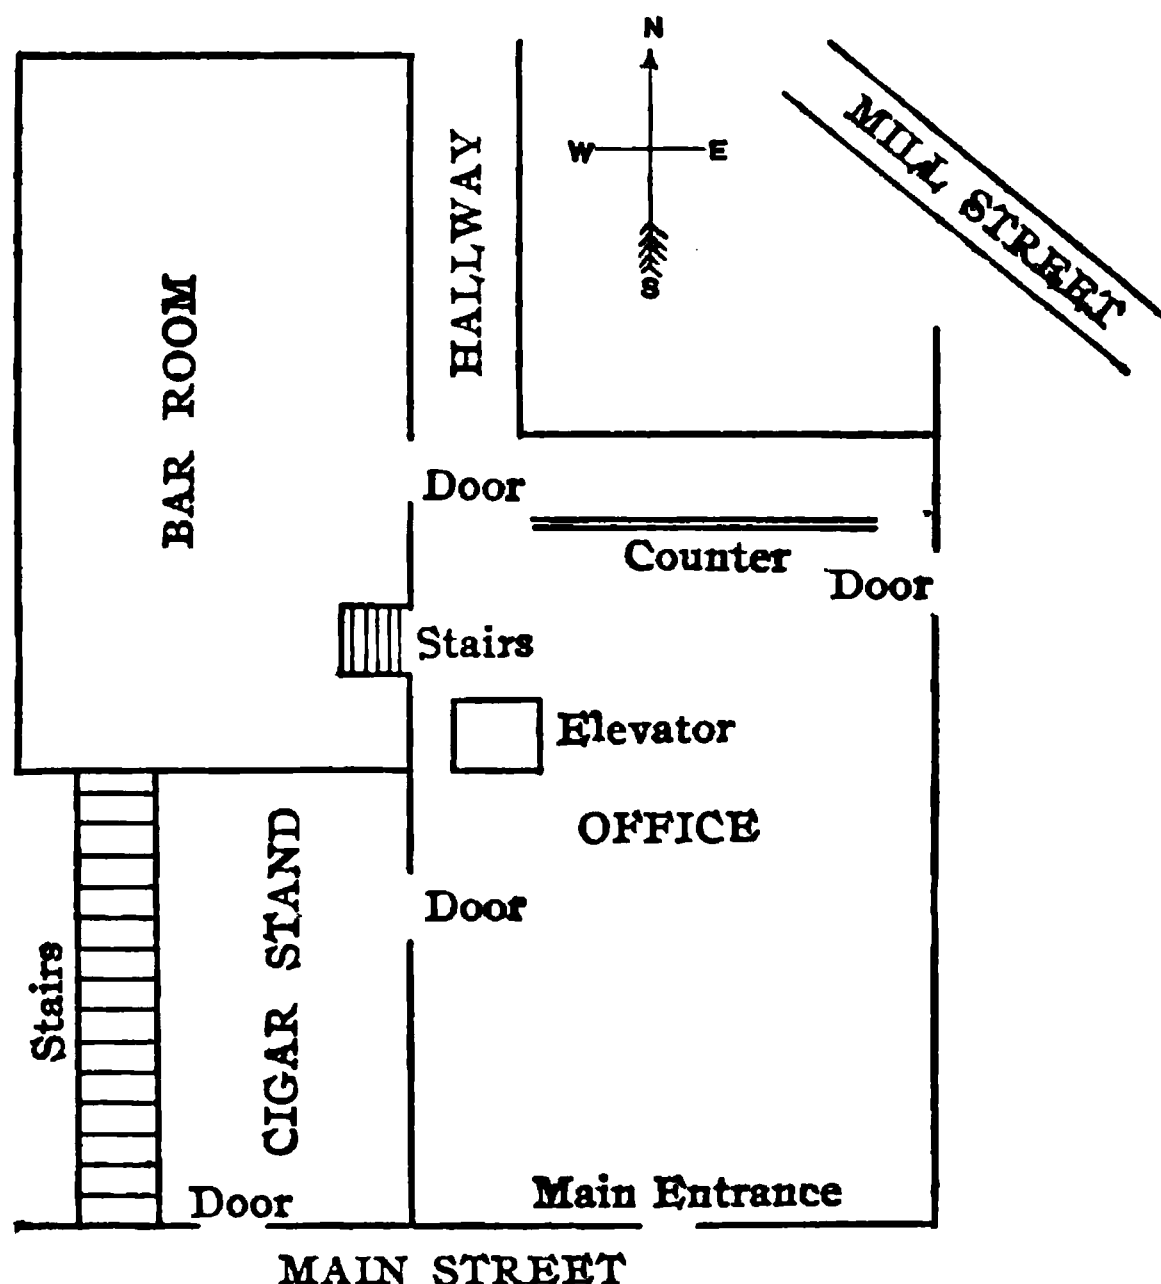 N
W E
S
MILL STREET
HALLWAY
BAR ROOM
Door
Counter
Door
Stairs
Elevator
OFFICE
CIGAR STAND
Door
Stairs
Door
Main Entrance
MAIN STREET